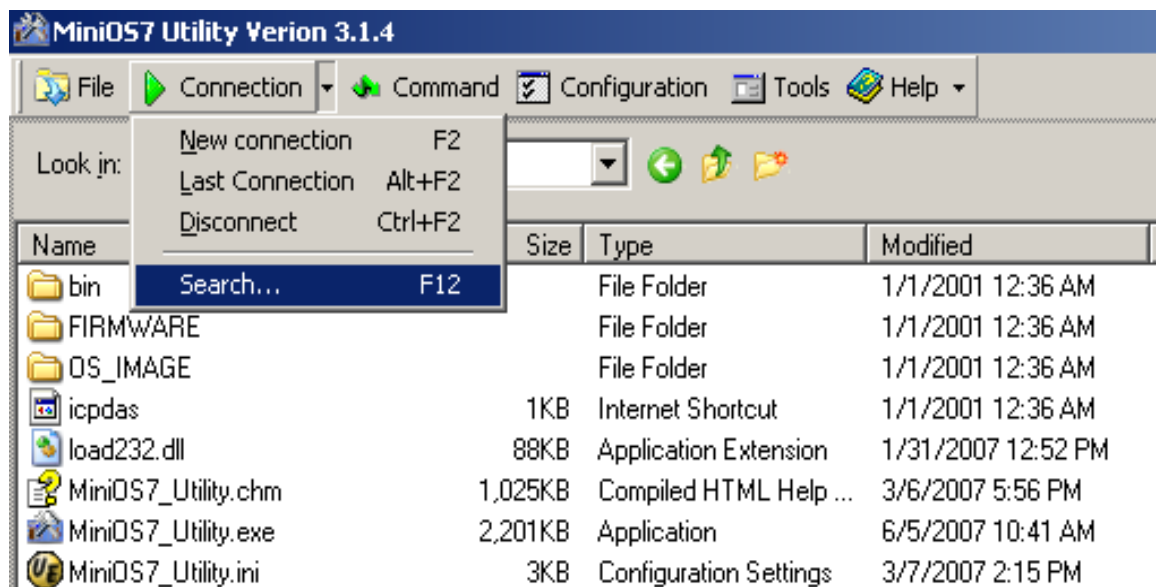 MiniOS7 Utility Verion 3.1.4
File Connection Command Configuration Tools Help
New connection F2
Look in:
Last Connection Alt+F2
Disconnect Ctrl+F2
Name Size Type Modified
Search... F12
bin File Folder 1/1/2001 12:36 AM
FIRMWARE File Folder 1/1/2001 12:36 AM
OS_IMAGE File Folder 1/1/2001 12:36 AM
icpdas 1KB Internet Shortcut 1/1/2001 12:36 AM
load232.dll 88KB Application Extension 1/31/2007 12:52 PM
MiniOS7_Utility.chm 1,025KB Compiled HTML Help ... 3/6/2007 5:56 PM
MiniOS7_Utility.exe 2,201KB Application 6/5/2007 10:41 AM
MiniOS7_Utility.ini 3KB Configuration Settings 3/7/2007 2:15 PM